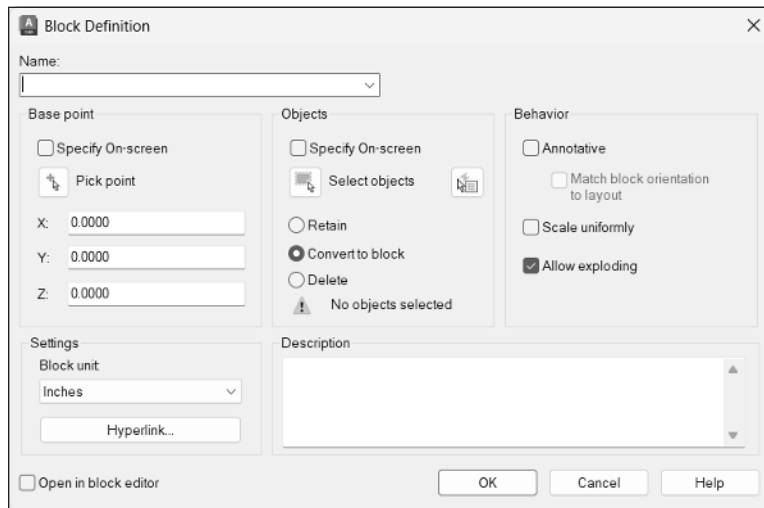 Block Definition
Name:
Base point
Specify On-screen
Pick point
X: 0.0000
Y: 0.0000
Z: 0.0000
Objects
Specify On-screen
Select objects
Retain
Convert to block
Delete
No objects selected
Behavior
Annotative
Match block orientation
to layout
Scale uniformly
Allow exploding
Settings
Block unit
Inches
Hyperlink...
Description
Open in block editor
OK
Cancel
Help